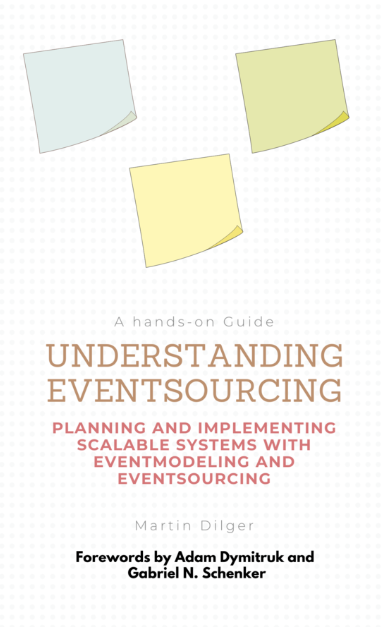 A hands-on Guide
UNDERSTANDING
EVENTSOURCING
PLANNING AND IMPLEMENTING
SCALABLE SYSTEMS WITH
EVENTMODELING AND
EVENTSOURCING
Martin Dilger
Forewords by Adam Dymitruk and
Gabriel N. Schenker